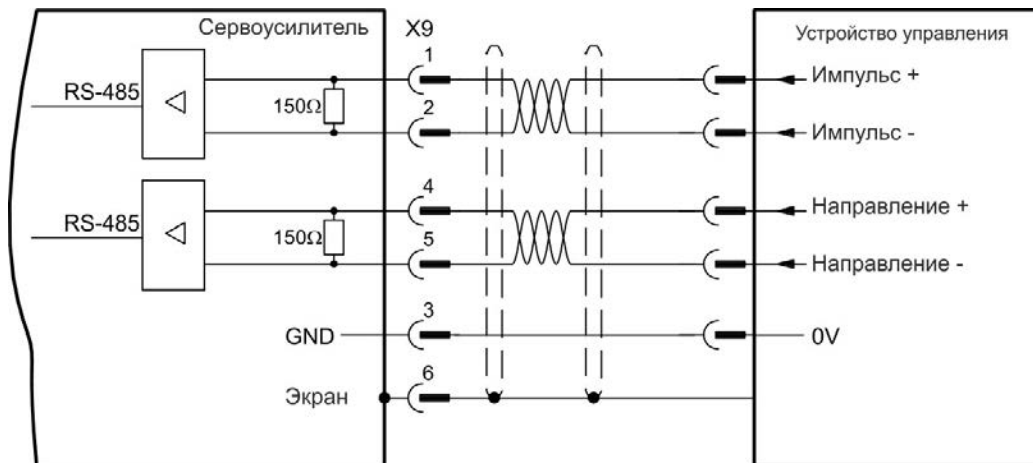 Сервоусилитель
X9
Устройство управления
1
Импульс +
RS-485
150Ω
2
Импульс -
4
Направление +
RS-485
150Ω
5
Направление -
3
GND
0V
6
Экран